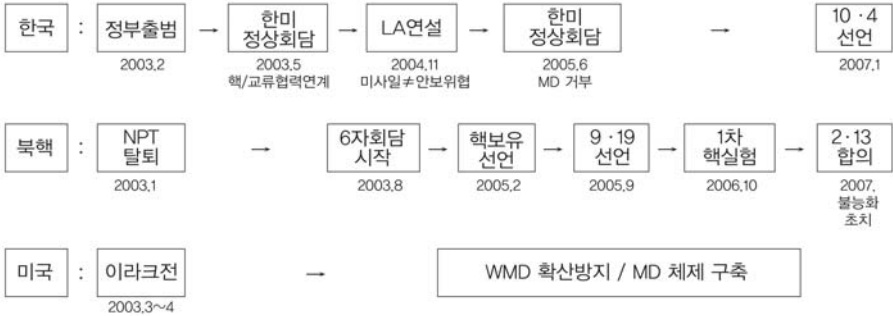 한국 : 정부출범 → 한미 정상회담 → LA연설 → 한미 정상회담 → 10·4 선언
2003.2 2003.5 2004.11 2005.6 2007.1
핵/교류협력연계 미사일≠안보위협 MD 거부
북핵 : NPT 탈퇴 → 6자회담 시작 → 핵보유 선언 → 9·19 선언 → 1차 핵실험 → 2·13 합의
2003.1 2003.8 2005.2 2005.9 2006.10 2007.
불능화
초치
미국 : 이라크전 → WMD 확산방지 / MD 체제 구축
2003.3~4